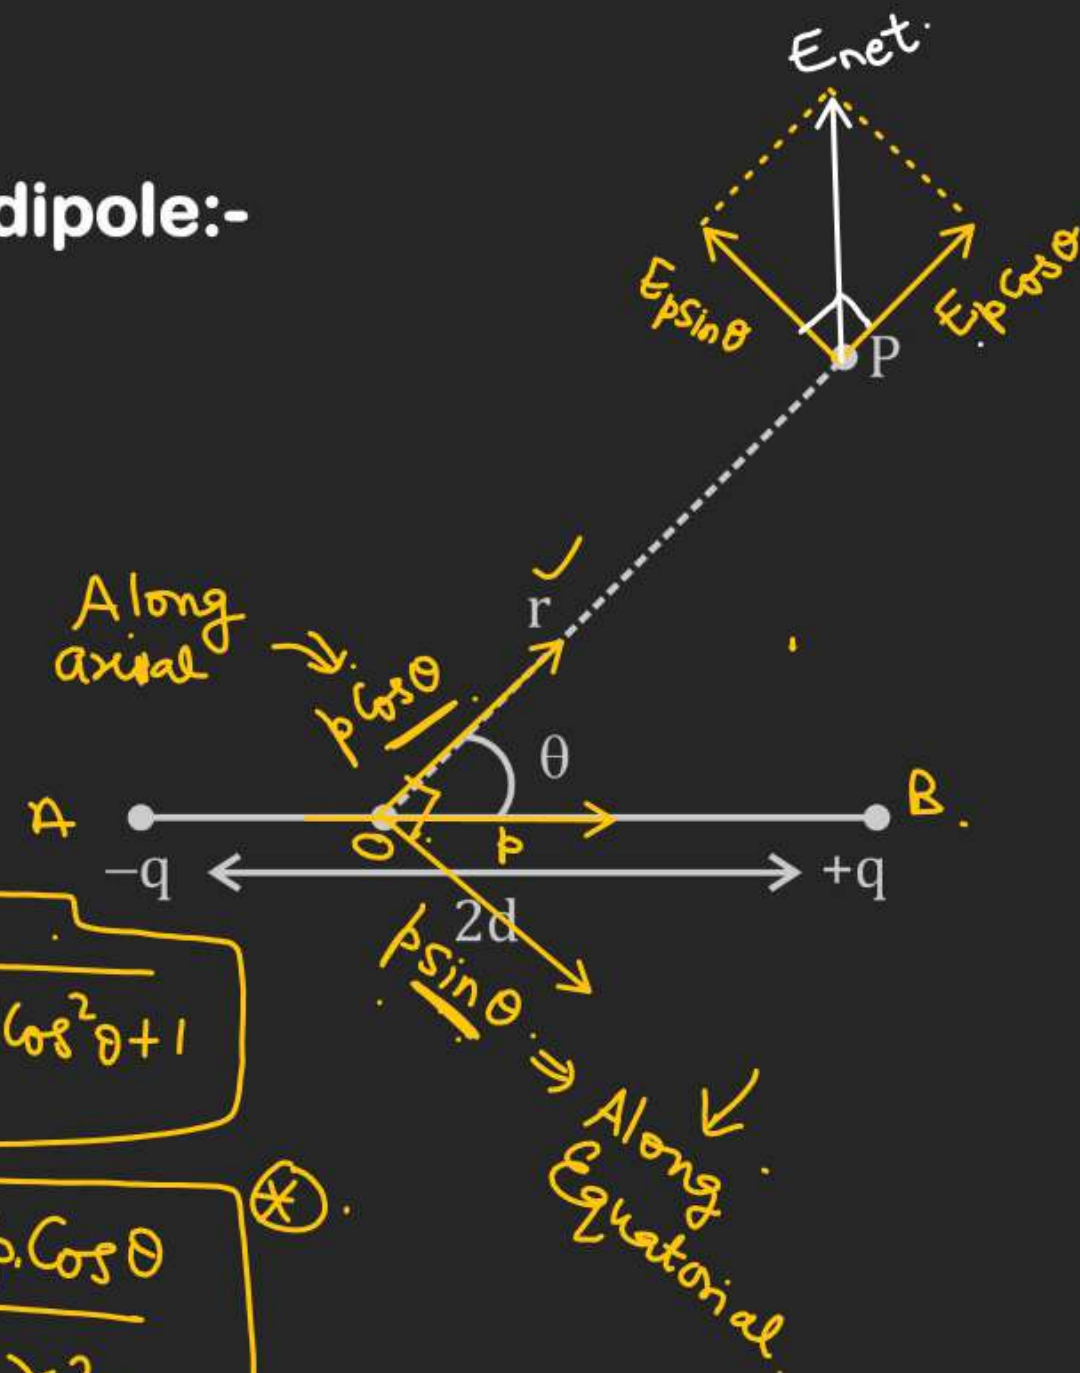 Enet.
dipole:-
Epsinθ
Epcosθ
P
Along
axial
r
pcosθ
θ
A
B.
O
p
-q
+q
2d
psinθ
Cos²θ+1
Along
Equatorial
p.Cosθ